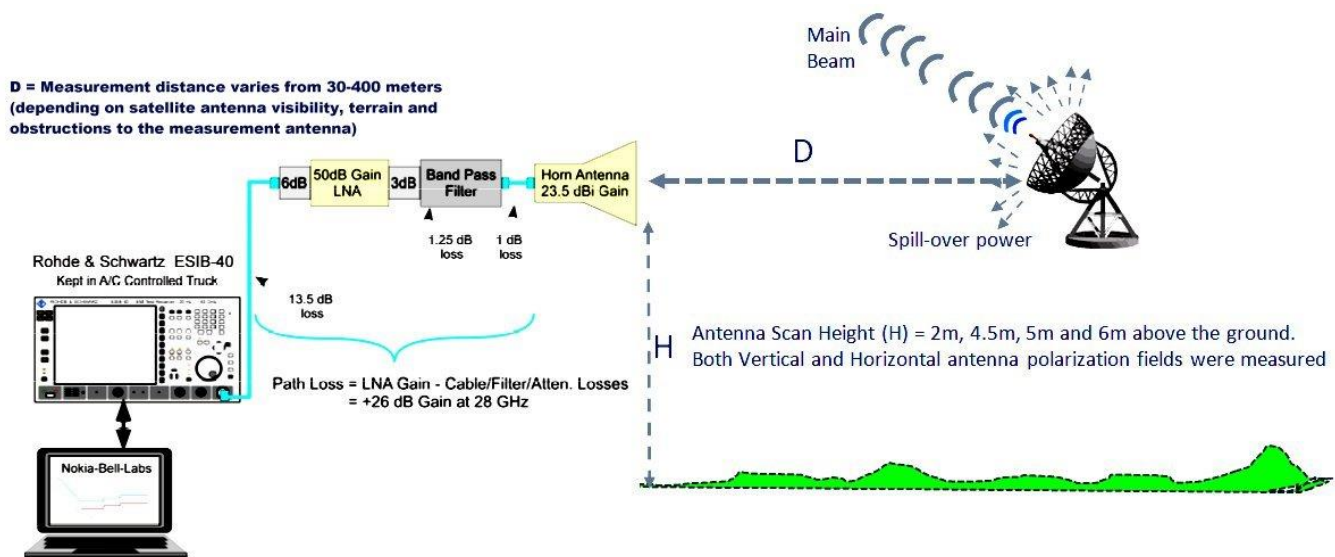 Main
Beam
D = Measurement distance varies from 30-400 meters
(depending on satellite antenna visibility, terrain and
obstructions to the measurement antenna)
D
6dB
50dB Gain
LNA
3dB
Band Pass
Filter
Horn Antenna
23.5 dBi Gain
1.25 dB
loss
1 dB
loss
Spill-over power
Rohde & Schwartz ESIB-40
Kept in A/C Controlled Truck
13.5 dB
loss
H
Antenna Scan Height (H) = 2m, 4.5m, 5m and 6m above the ground.
Both Vertical and Horizontal antenna polarization fields were measured
Path Loss = LNA Gain - Cable/Filter/Atten. Losses
= +26 dB Gain at 28 GHz
Nokia-Bell-Labs